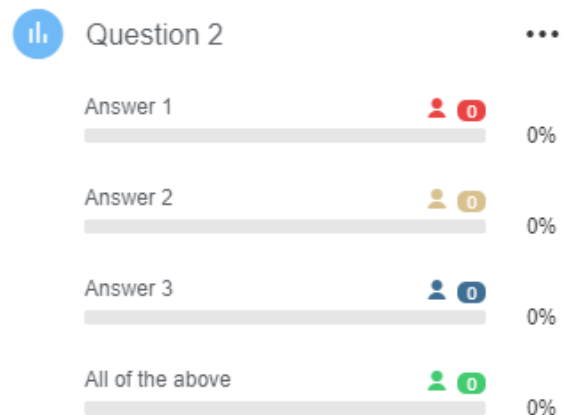 Question 2
Answer 1 0
0%
Answer 2 0
0%
Answer 3 0
0%
All of the above 0
0%